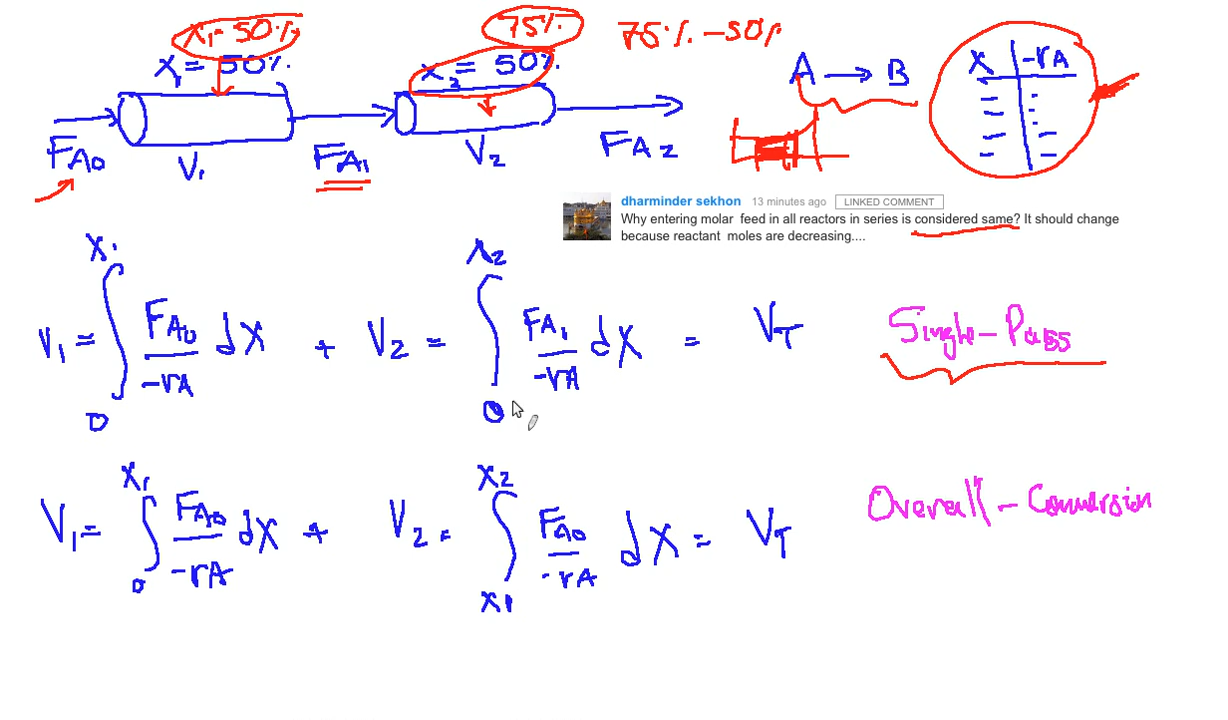 X1 = 50% 75% 75% - 50%
X1 = 50% X2 = 50% A → B X -rA
FA0 V1 FA1 V2 FA2
dharminder sekhon 13 minutes ago LINKED COMMENT
Why entering molar feed in all reactors in series is considered same? It should change
because reactant moles are decreasing....
V1 = ∫ 0 X1 FA0 / -rA dX + V2 = ∫ 0 X2 FA1 / -rA dX = VT Single-Pass
V1 = ∫ 0 X1 FA0 / -rA dX + V2 = ∫ X1 X2 FA0 / -rA dX = VT Overall - Conversion